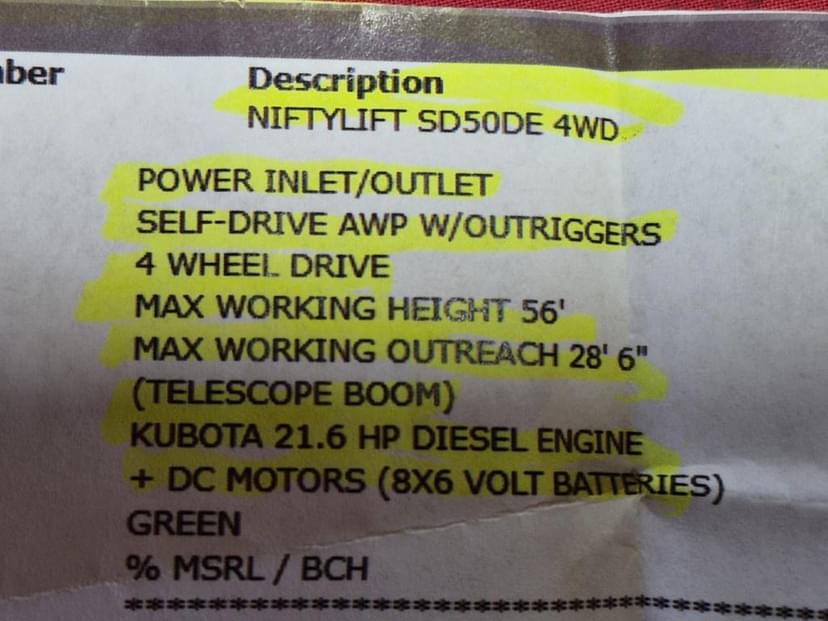 ber
Description
NIFTYLIFT SD50DE 4WD
POWER INLET/OUTLET
SELF-DRIVE AWP W/OUTRIGGERS
4 WHEEL DRIVE
MAX WORKING HEIGHT 56'
MAX WORKING OUTREACH 28' 6"
(TELESCOPE BOOM)
KUBOTA 21.6 HP DIESEL ENGINE
+ DC MOTORS (8X6 VOLT BATTERIES)
GREEN
% MSRL / BCH
******************************************